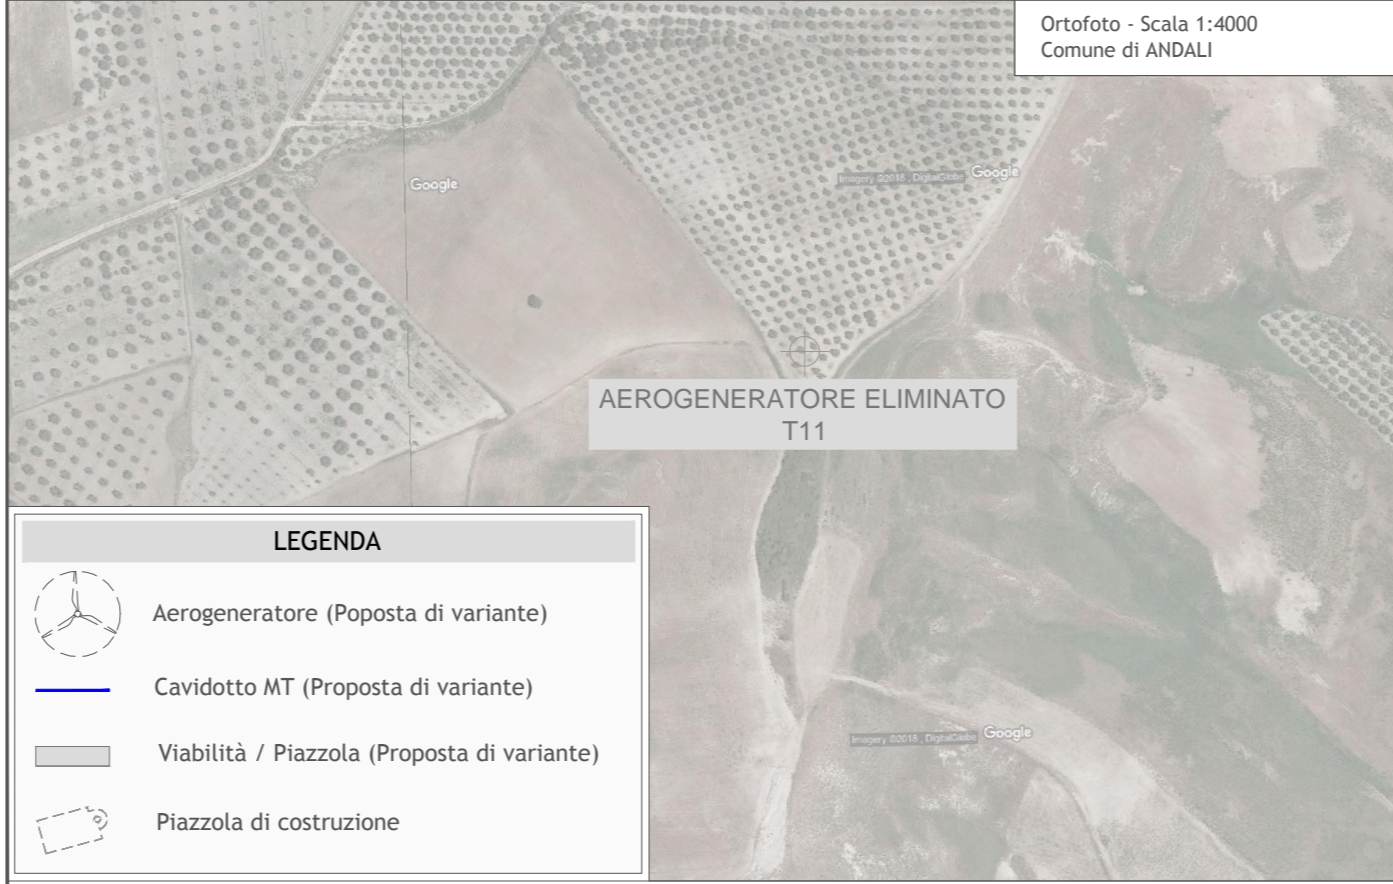 Ortofoto - Scala 1:4000
Comune di ANDALI
Google
Imagery ©2018 , DigitalGlobe Google
AEROGENERATORE ELIMINATO
T11
LEGENDA
Aerogeneratore (Poposta di variante)
Cavidotto MT (Proposta di variante)
Viabilità / Piazzola (Proposta di variante)
Piazzola di costruzione
Imagery ©2018 , DigitalGlobe Google